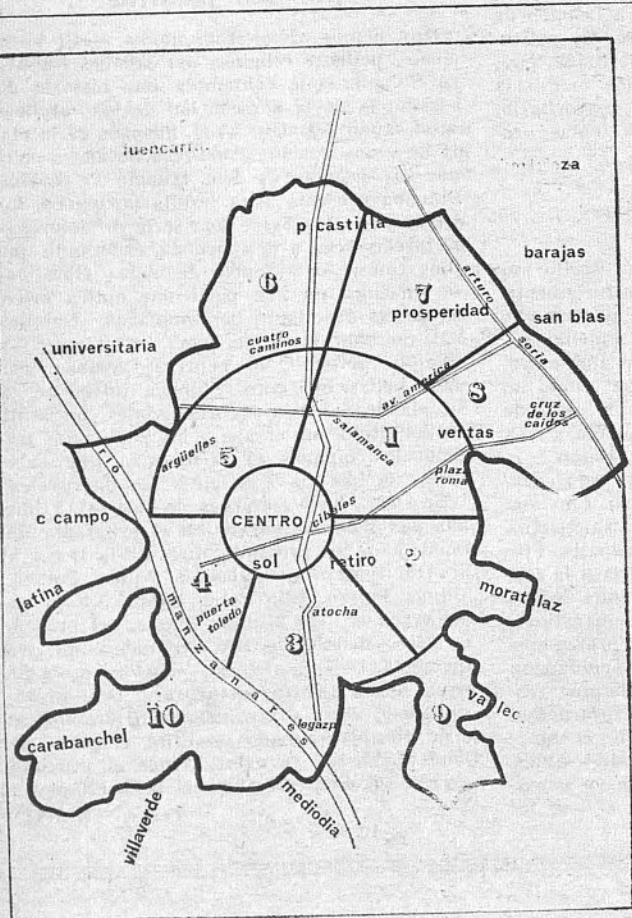 za
p castilla
barajas
6
7
arturo
prosperidad
san blas
cuatro
caminos
universitaria
soria
av. america
8
cruz
de los
caidos
salamanca
1
ventas
argüelles
5
plaza
roma
rio
CENTRO
cibeles
c campo
sol
retiro
2
4
latina
puerta
toledo
atocha
moratalaz
manzanares
3
10
9
legazpi
carabanchel
mediodia
villaverde